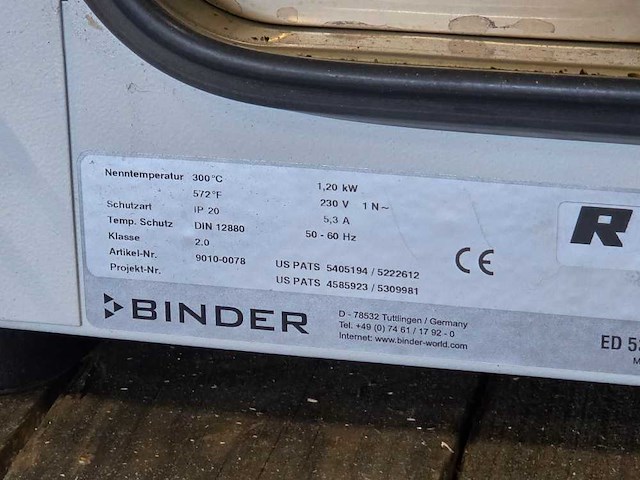 Nenntemperatur 300°C 1,20 kW
572°F 230 V 1 N~
Schutzart IP 20 5,3 A
Temp. Schutz DIN 12880 50 - 60 Hz
Klasse 2.0
Artikel-Nr. 9010-0078 US PATS 5405194 / 5222612
Projekt-Nr. US PATS 4585923 / 5309981
CE
R
BINDER
D - 78532 Tuttlingen / Germany
Tel. +49 (0) 74 61 / 17 92 - 0
Internet: www.binder-world.com
ED